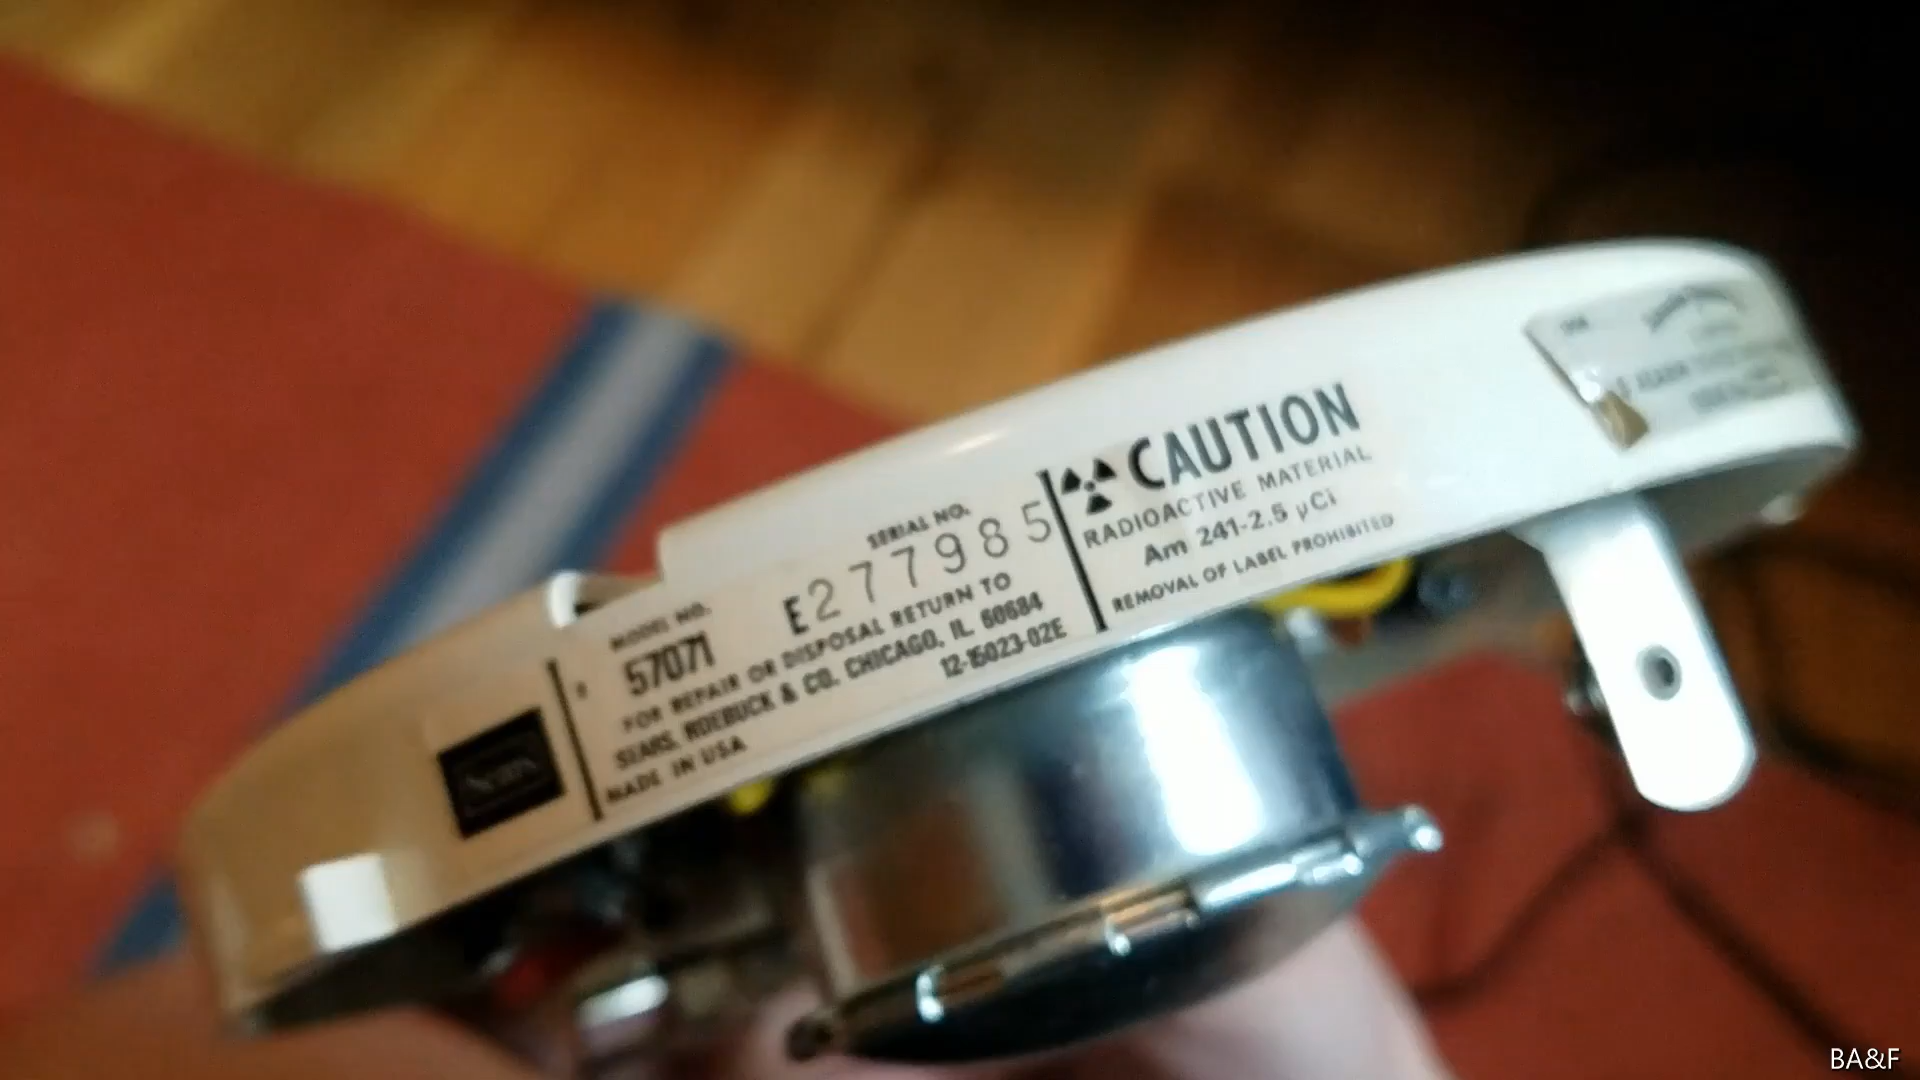 Sears
MODEL NO.
57071
SERIAL NO.
E277985
FOR REPAIR OR DISPOSAL RETURN TO
SEARS, ROEBUCK & CO. CHICAGO, IL 60684
MADE IN USA
12-15023-02E
CAUTION
RADIOACTIVE MATERIAL
Am 241-2.5 µCi
REMOVAL OF LABEL PROHIBITED
BA&F